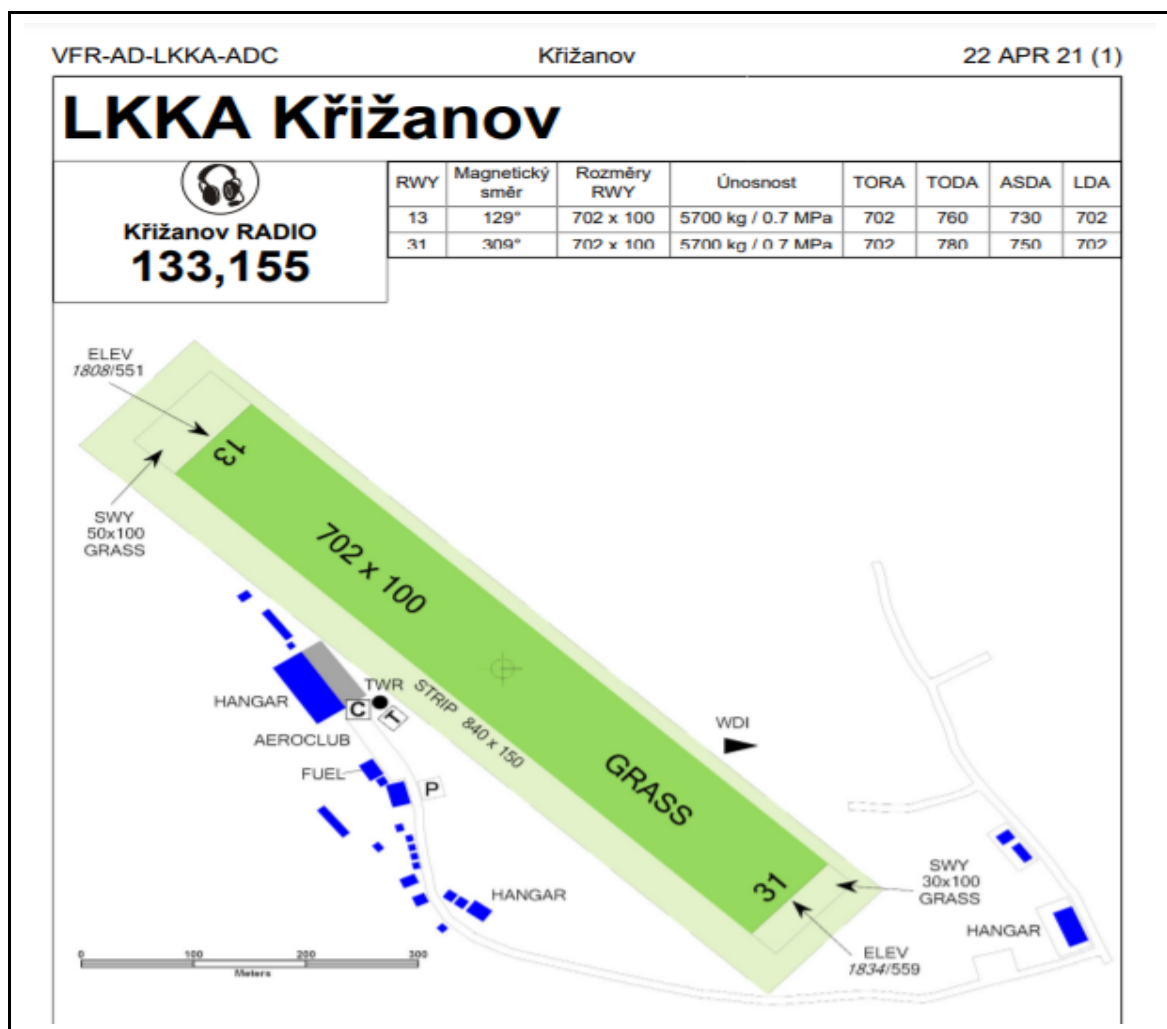 VFR-AD-LKKA-ADC Křižanov 22 APR 21 (1)
LKKA Křižanov
Křižanov RADIO
133,155
RWY Magnetický směr Rozměry RWY Únosnost TORA TODA ASDA LDA
13 129° 702 x 100 5700 kg / 0.7 MPa 702 760 730 702
31 309° 702 x 100 5700 kg / 0.7 MPa 702 780 750 702
ELEV
1808/551
13
SWY
50x100
GRASS
702 x 100
HANGAR
TWR
C
T
STRIP 840 x 150
AEROCLUB
WDI
FUEL
P
GRASS
31
SWY
30x100
GRASS
HANGAR
HANGAR
ELEV
1834/559
0 100 200 300
Meters